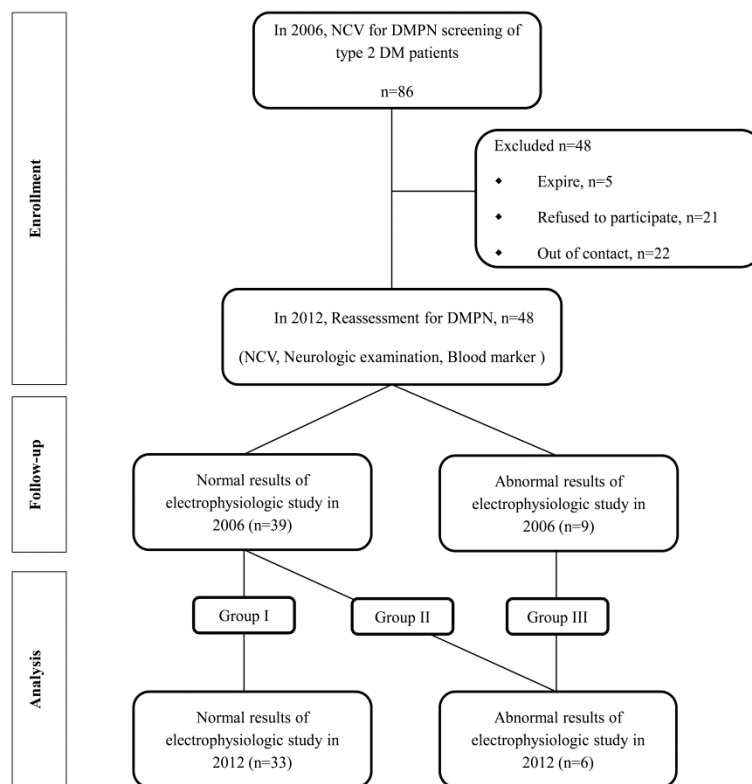 Enrollment
In 2006, NCV for DMPN screening of
type 2 DM patients
n=86
Excluded n=48
◆ Expire, n=5
◆ Refused to participate, n=21
◆ Out of contact, n=22
In 2012, Reassessment for DMPN, n=48
(NCV, Neurologic examination, Blood marker )
Follow-up
Normal results of
electrophysiologic study in
2006 (n=39)
Abnormal results of
electrophysiologic study in
2006 (n=9)
Analysis
Group I
Group II
Group III
Normal results of
electrophysiologic study in
2012 (n=33)
Abnormal results of
electrophysiologic study in
2012 (n=6)